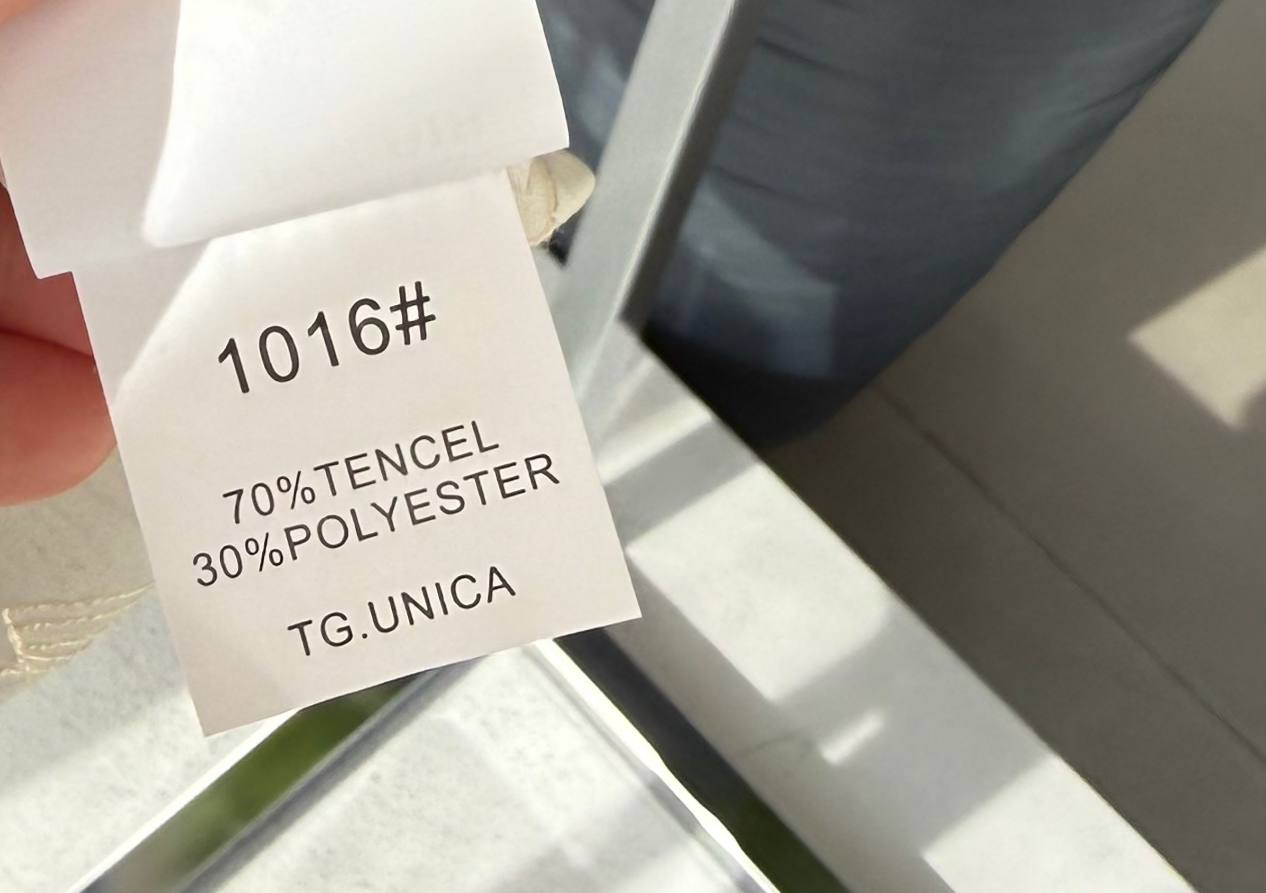 1016#
70%TENCEL
30%POLYESTER
TG.UNICA